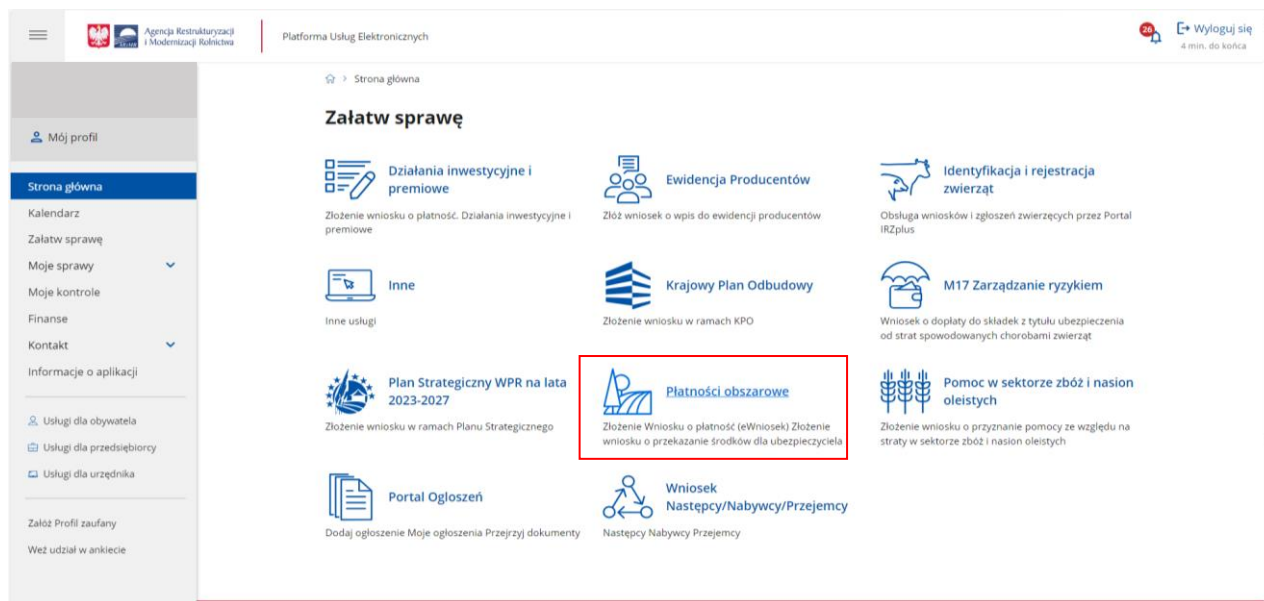 Agencja Restrukturyzacji
i Modernizacji Rolnictwa
Platforma Usług Elektronicznych
26
Wyloguj się
4 min. do końca
Mój profil
Strona główna
Kalendarz
Załatw sprawę
Moje sprawy
Moje kontrole
Finanse
Kontakt
Informacje o aplikacji
Usługi dla obywatela
Usługi dla przedsiębiorcy
Usługi dla urzędnika
Załóż Profil zaufany
Weź udział w ankiecie
> Strona główna
Załatw sprawę
Działania inwestycyjne i
premiowe
Złożenie wniosku o płatność. Działania inwestycyjne i
premiowe
Ewidencja Producentów
Złóż wniosek o wpis do ewidencji producentów
Identyfikacja i rejestracja
zwierząt
Obsługa wniosków i zgłoszeń zwierzęcych przez Portal
IRZplus
Inne
Inne usługi
Krajowy Plan Odbudowy
Złożenie wniosku w ramach KPO
M17 Zarządzanie ryzykiem
Wniosek o dopłaty do składek z tytułu ubezpieczenia
od strat spowodowanych chorobami zwierząt
Plan Strategiczny WPR na lata
2023-2027
Złożenie wniosku w ramach Planu Strategicznego
Płatności obszarowe
Złożenie Wniosku o płatność (eWniosek) Złożenie
wniosku o przekazanie środków dla ubezpieczyciela
Pomoc w sektorze zbóż i nasion
oleistych
Złożenie wniosku o przyznanie pomocy ze względu na
straty w sektorze zbóż i nasion oleistych
Portal Ogłoszeń
Dodaj ogłoszenie Moje ogłoszenia Przejrzyj dokumenty
Wniosek
Następcy/Nabywcy/Przejemcy
Następcy Nabywcy Przejemcy